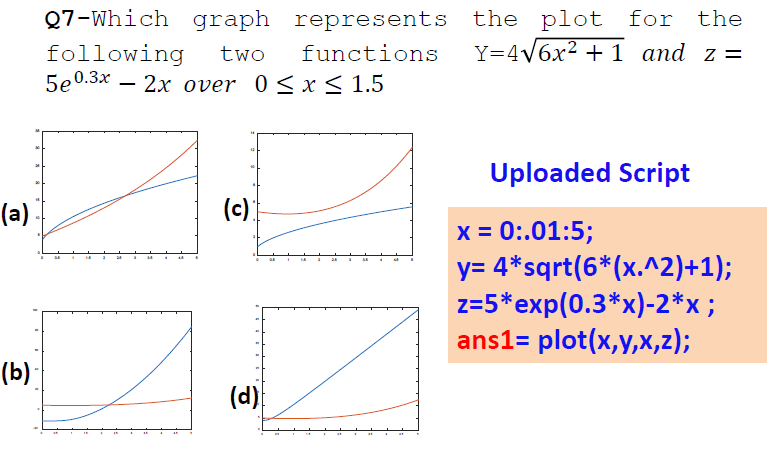 Q7-Which graph represents the plot for the
following two functions Y=4√(6x² + 1) and z =
5e^{0.3x} − 2x over 0 ≤ x ≤ 1.5
(a)
(c)
Uploaded Script
x = 0:.01:5;
y= 4*sqrt(6*(x.^2)+1);
z=5*exp(0.3*x)-2*x ;
ans1= plot(x,y,x,z);
(b)
(d)